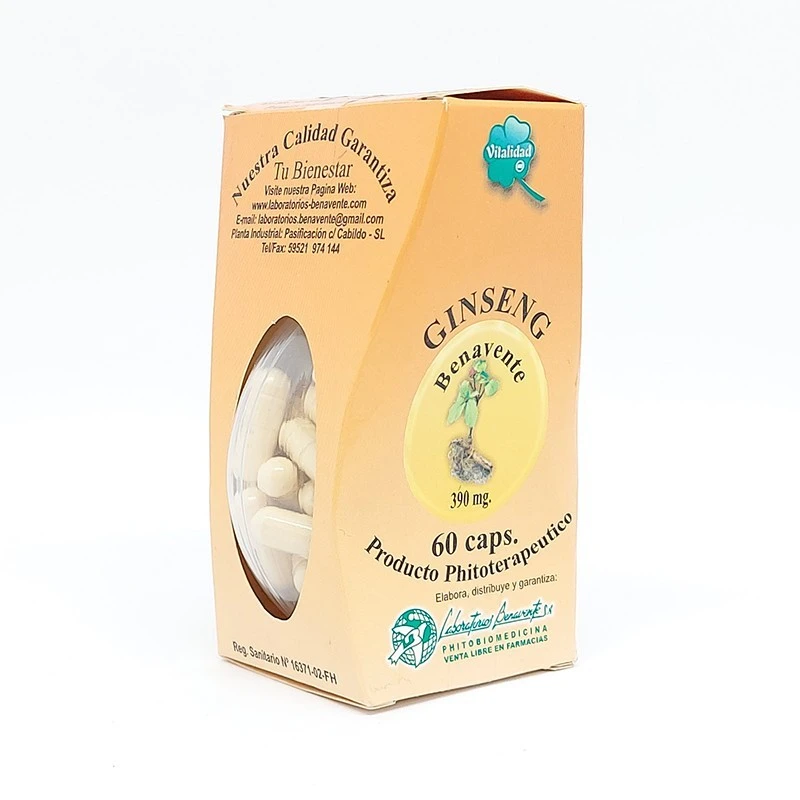 Nuestra Calidad Garantiza
Tu Bienestar
Visite nuestra Pagina Web:
www.laboratorios-benavente.com
E-mail: laboratorios.benavente@gmail.com
Planta Industrial: Pasificación c/ Cabildo - SL
Tel/Fax: 59521 974 144
Reg. Sanitario N° 16371-02-FH
Vitalidad
GINSENG
Benavente
390 mg.
60 caps.
Producto Phitoterapeutico
Elabora, distribuye y garantiza:
Laboratorios Benavente S.R.
PHITOBIOMEDICINA
VENTA LIBRE EN FARMACIAS